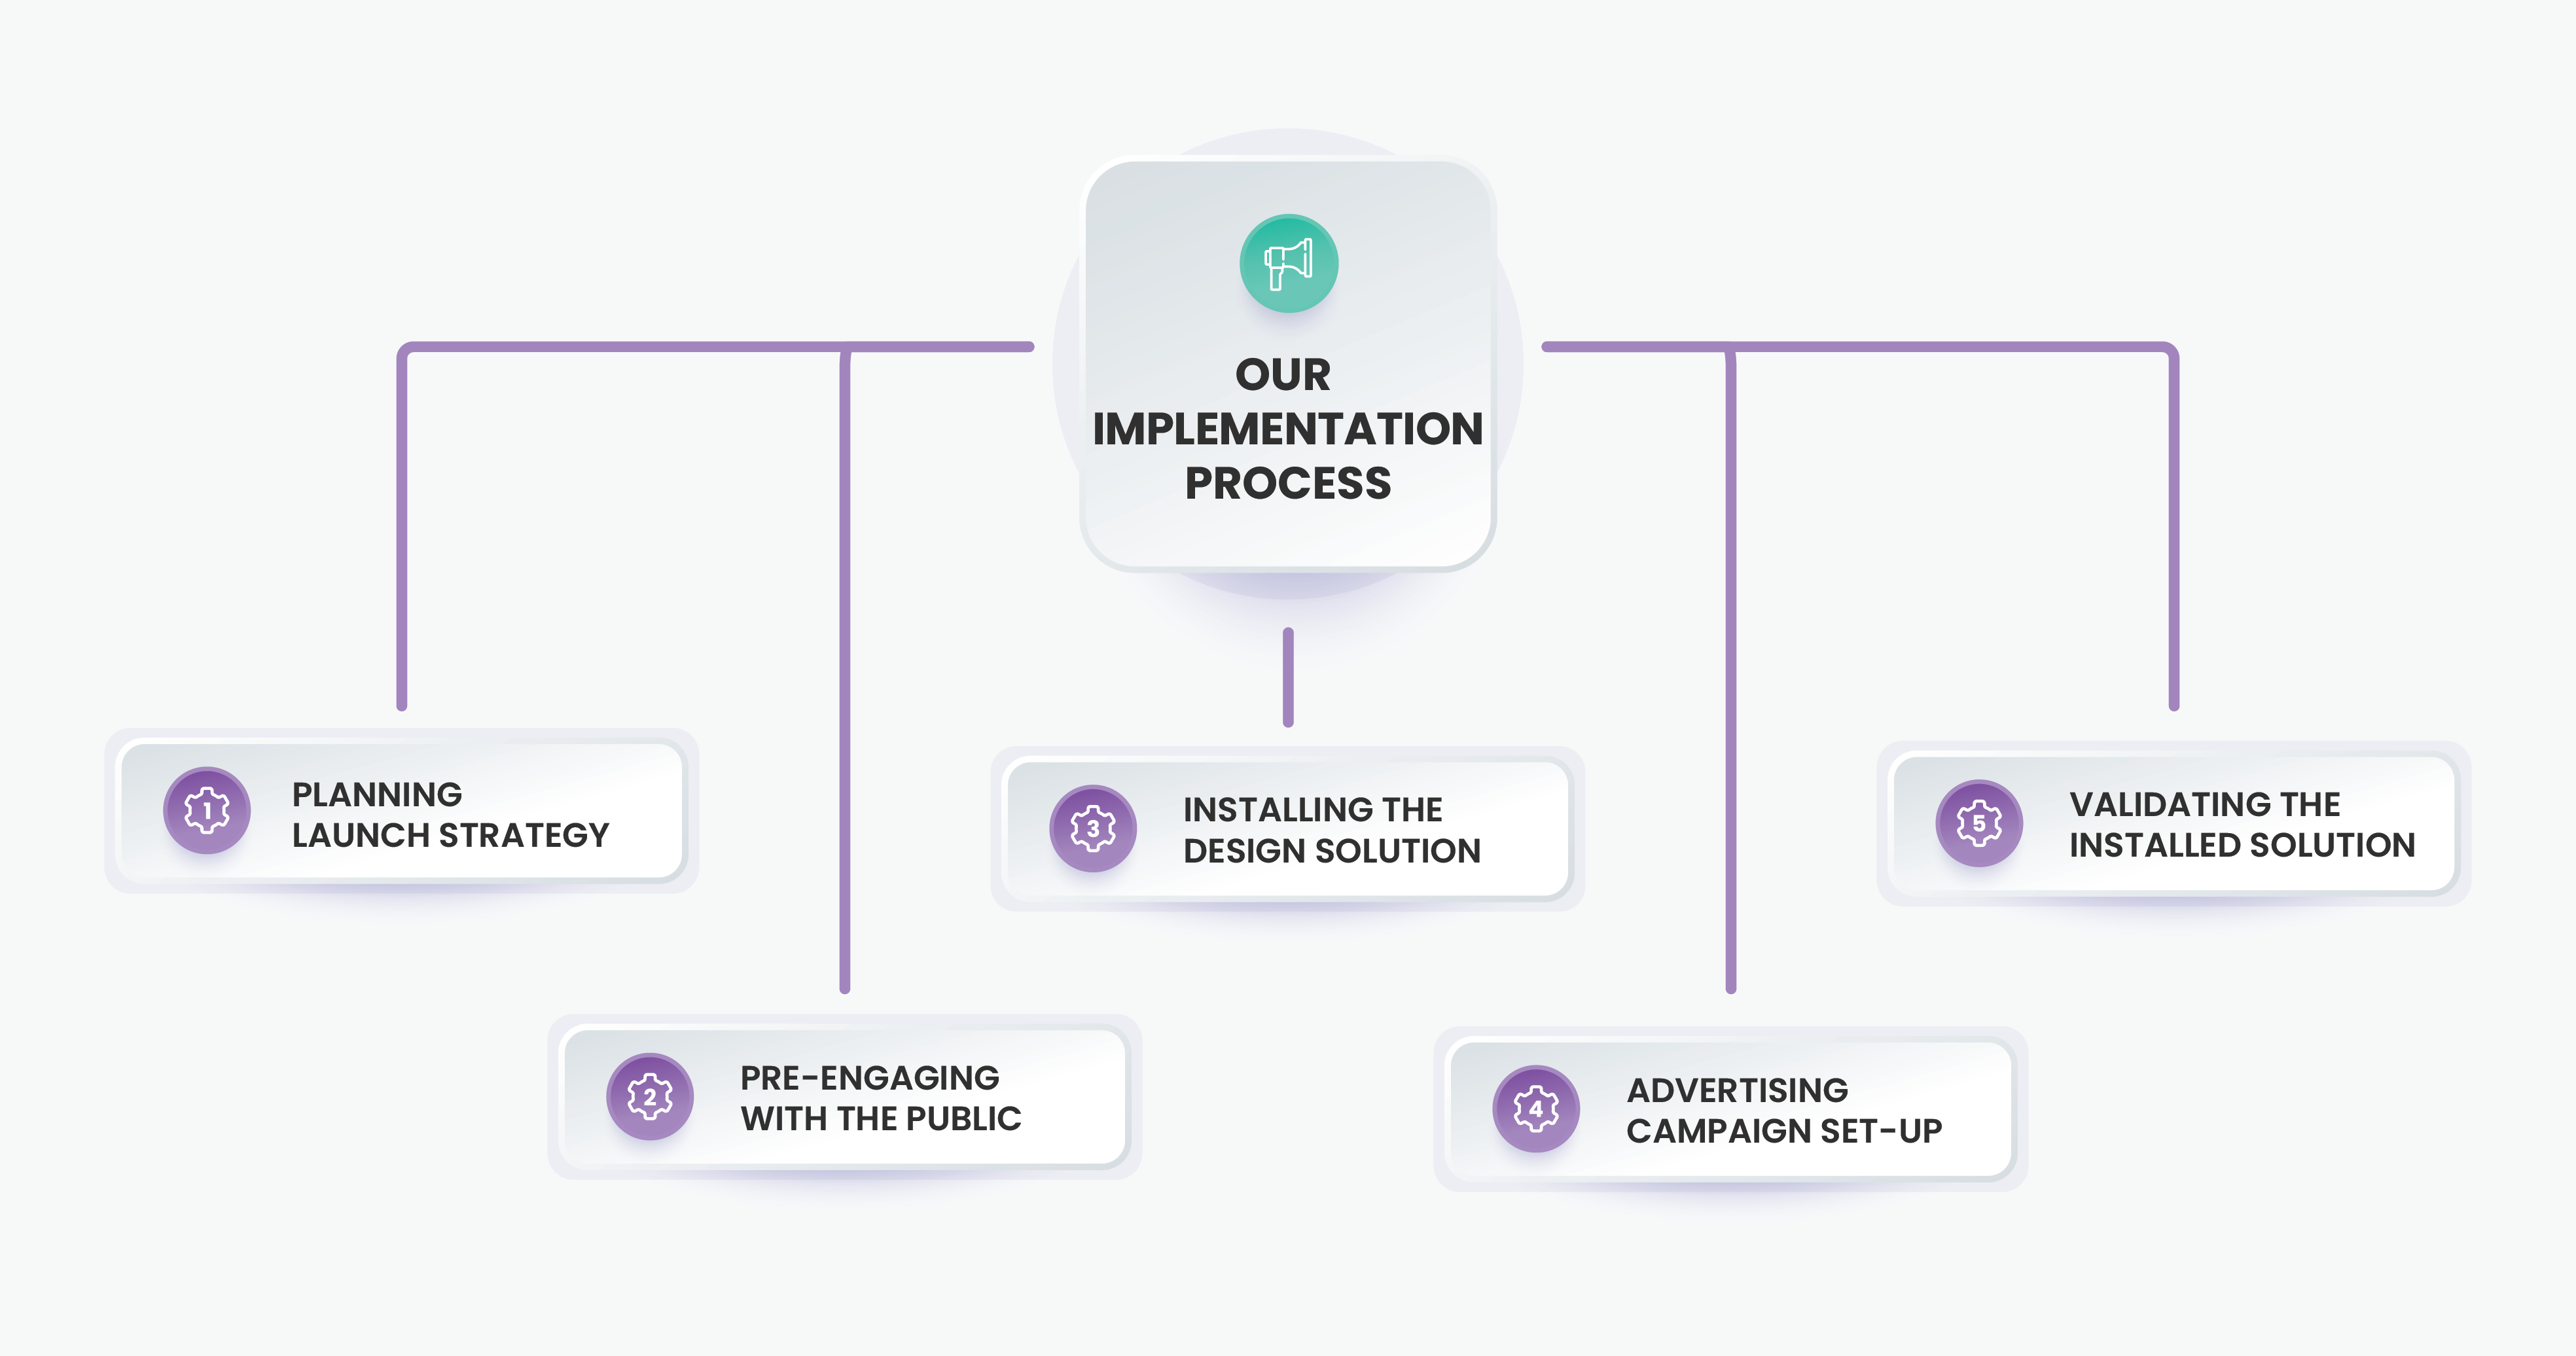 OUR
IMPLEMENTATION
PROCESS
1
PLANNING
LAUNCH STRATEGY
2
PRE-ENGAGING
WITH THE PUBLIC
3
INSTALLING THE
DESIGN SOLUTION
4
ADVERTISING
CAMPAIGN SET-UP
5
VALIDATING THE
INSTALLED SOLUTION